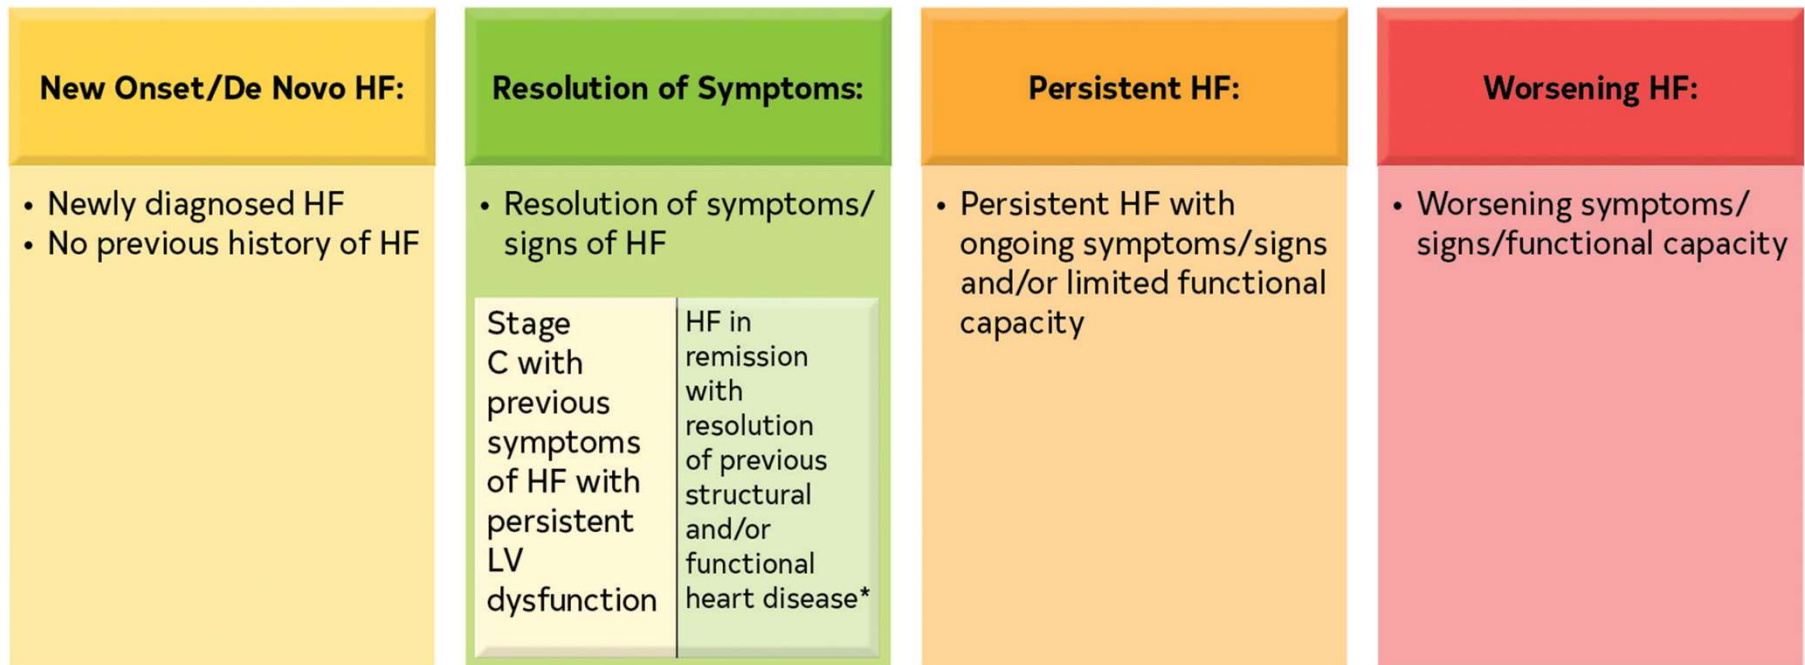 New Onset/De Novo HF:
• Newly diagnosed HF
• No previous history of HF
Resolution of Symptoms:
• Resolution of symptoms/
signs of HF
Stage
C with
previous
symptoms
of HF with
persistent
LV
dysfunction
HF in
remission
with
resolution
of previous
structural
and/or
functional
heart disease*
Persistent HF:
• Persistent HF with
ongoing symptoms/signs
and/or limited functional
capacity
Worsening HF:
• Worsening symptoms/
signs/functional capacity